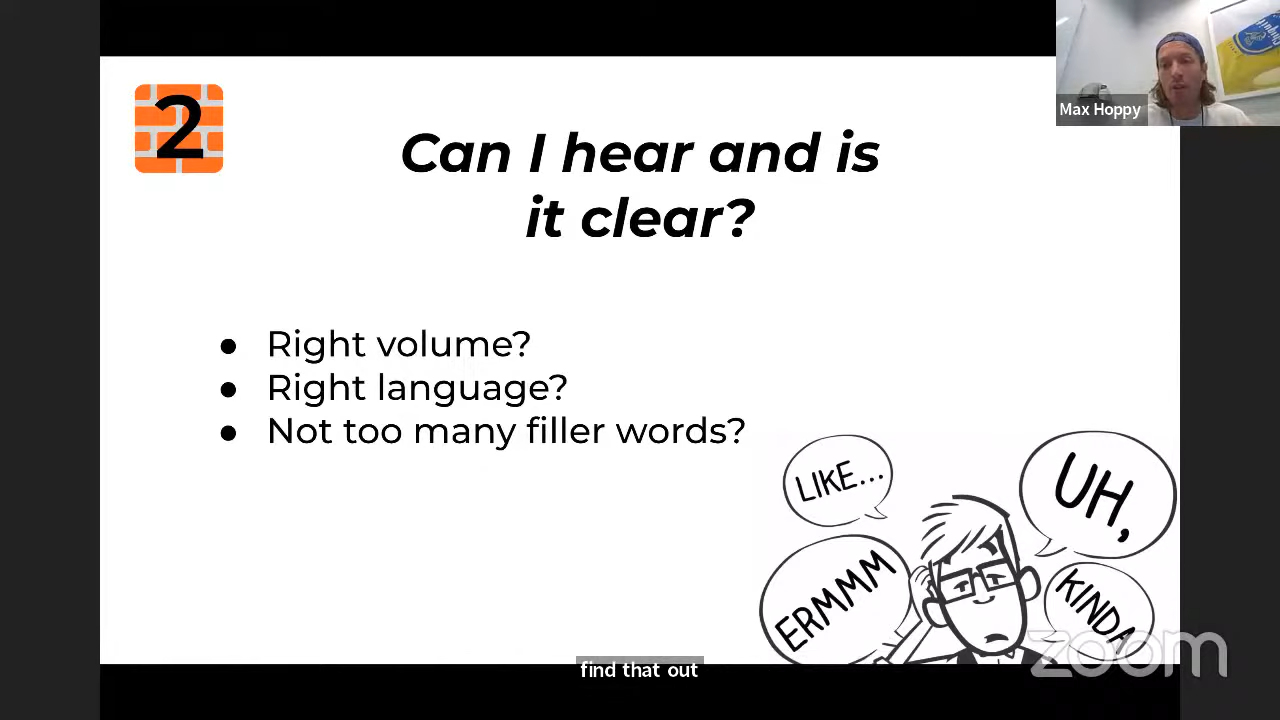 2
Can I hear and is
it clear?
● Right volume?
● Right language?
● Not too many filler words?
LIKE...
UH,
ERMMM
KINDA
Max Hoppy
find that out
zoom